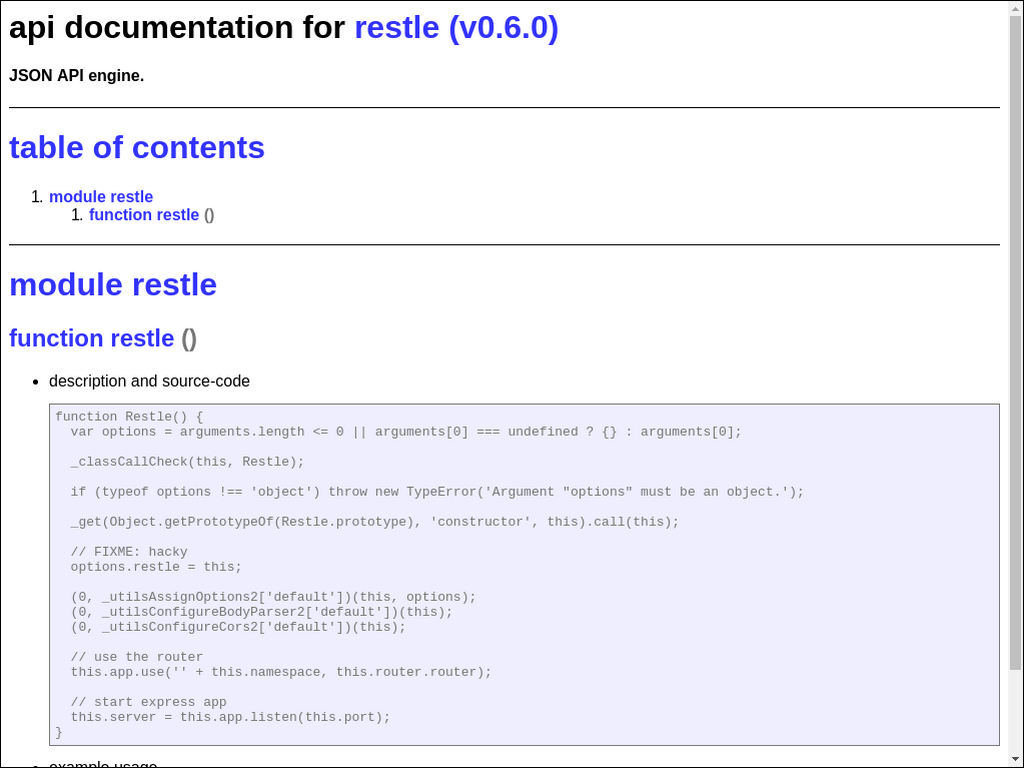 api documentation for restle (v0.6.0)
JSON API engine.
table of contents
1. module restle
1. function restle ()
module restle
function restle ()
• description and source-code
function Restle() {
  var options = arguments.length <= 0 || arguments[0] === undefined ? {} : arguments[0];
  _classCallCheck(this, Restle);
  if (typeof options !== 'object') throw new TypeError('Argument "options" must be an object.');
  _get(Object.getPrototypeOf(Restle.prototype), 'constructor', this).call(this);
  // FIXME: hacky
  options.restle = this;
  (0, _utilsAssignOptions2['default'])(this, options);
  (0, _utilsConfigureBodyParser2['default'])(this);
  (0, _utilsConfigureCors2['default'])(this);
  // use the router
  this.app.use('' + this.namespace, this.router.router);
  // start express app
  this.server = this.app.listen(this.port);
}
• example usage